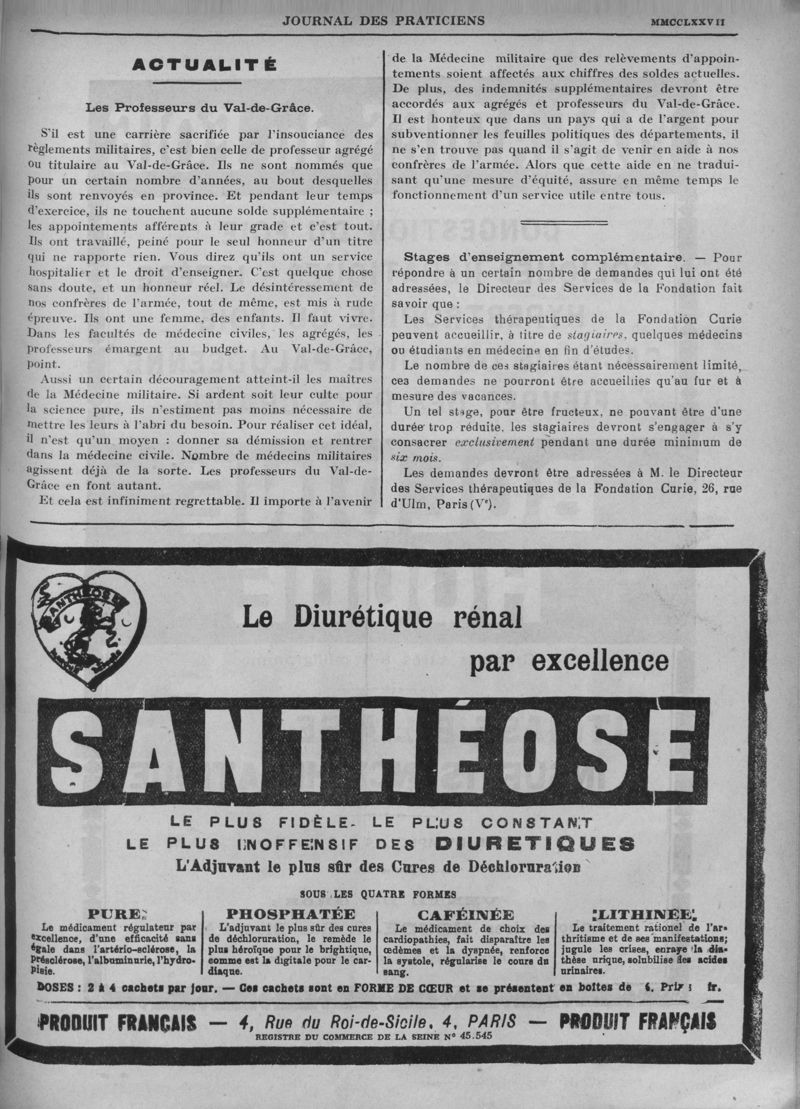 JOURNAL DES PRATICIENS
MMCCLXXVII
ACTUALITÉ
Les Professeurs du Val-de-Grâce.
S'il est une carrière sacrifiée par l'insouciance des
règlements militaires, c'est bien celle de professeur agrégé
ou titulaire au Val-de-Grâce. Ils ne sont nommés que
pour un certain nombre d'années, au bout desquelles
ils sont renvoyés en province. Et pendant leur temps
d'exercice, ils ne touchent aucune solde supplémentaire ;
les appointements afférents à leur grade et c'est tout.
Ils ont travaillé, peiné pour le seul honneur d'un titre
qui ne rapporte rien. Vous direz qu'ils ont un service
hospitalier et le droit d'enseigner. C'est quelque chose
sans doute, et un honneur réel. Le désintéressement de
nos confrères de l'armée, tout de même, est mis à rude
épreuve. Ils ont une femme, des enfants. Il faut vivre.
Dans les facultés de médecine civiles, les agrégés, les
professeurs émargent au budget. Au Val-de-Grâce,
point.
Aussi un certain découragement atteint-il les maîtres
de la Médecine militaire. Si ardent soit leur culte pour
la science pure, ils n'estiment pas moins nécessaire de
mettre les leurs à l'abri du besoin. Pour réaliser cet idéal,
il n'est qu'un moyen : donner sa démission et rentrer
dans la médecine civile. Nombre de médecins militaires
agissent déjà de la sorte. Les professeurs du Val-de-
Grâce en font autant.
Et cela est infiniment regrettable. Il importe à l'avenir
de la Médecine militaire que des relèvements d'appoin-
tements soient affectés aux chiffres des soldes actuelles.
De plus, des indemnités supplémentaires devront être
accordés aux agrégés et professeurs du Val-de-Grâce.
Il est honteux que dans un pays qui a de l'argent pour
subventionner les feuilles politiques des départements, il
ne s'en trouve pas quand il s'agit de venir en aide à nos
confrères de l'armée. Alors que cette aide en ne tradui-
sant qu'une mesure d'équité, assure en même temps le
fonctionnement d'un service utile entre tous.
Stages d'enseignement complémentaire. — Pour
répondre à un certain nombre de demandes qui lui ont été
adressées, le Directeur des Services de la Fondation fait
savoir que :
Les Services thérapeutiques de la Fondation Curie
peuvent accueillir, à titre de stagiaires, quelques médecins
ou étudiants en médecine en fin d'études.
Le nombre de ces stagiaires étant nécessairement limité,
ces demandes ne pourront être accueillies qu'au fur et à
mesure des vacances.
Un tel stage, pour être fructeux, ne pouvant être d'une
durée trop réduite, les stagiaires devront s'engager à s'y
consacrer exclusivement pendant une durée minimum de
six mois.
Les demandes devront être adressées à M. le Directeur
des Services thérapeutiques de la Fondation Curie, 26, rue
d'Ulm, Paris (Ve).
SANTHÉOSE
Le Diurétique rénal
par excellence
SANTHÉOSE
LE PLUS FIDÈLE - LE PLUS CONSTANT
LE PLUS INOFFENSIF DES DIURETIQUES
L'Adjuvant le plus sûr des Cures de Déchloruration
SOUS LES QUATRE FORMES
PURE
Le médicament régulateur par
excellence, d'une efficacité sans
égale dans l'artério-sclérose, la
présclérose, l'albuminurie, l'hydro-
pisie.
PHOSPHATÉE
L'adjuvant le plus sûr des cures
de déchloruration, le remède le
plus héroïque pour le brightique,
comme est la digitale pour le car-
diaque.
CAFÉINÉE
Le médicament de choix des
cardiopathies, fait disparaître les
œdèmes et la dyspnée, renforce
la systole, régularise le cours du
sang.
LITHINÉE
Le traitement rationel de l'ar-
thritisme et de ses manifestations;
jugule les crises, enraye la dia-
thèse urique, solubilise les acides
urinaires.
DOSES : 2 à 4 cachets par jour. — Ces cachets sont en FORME DE CŒUR et se présentent en boîtes de Prix : fr.
PRODUIT FRANÇAIS — 4, Rue du Roi-de-Sicile, 4, PARIS — PRODUIT FRANÇAIS
REGISTRE DU COMMERCE DE LA SEINE No 45.545